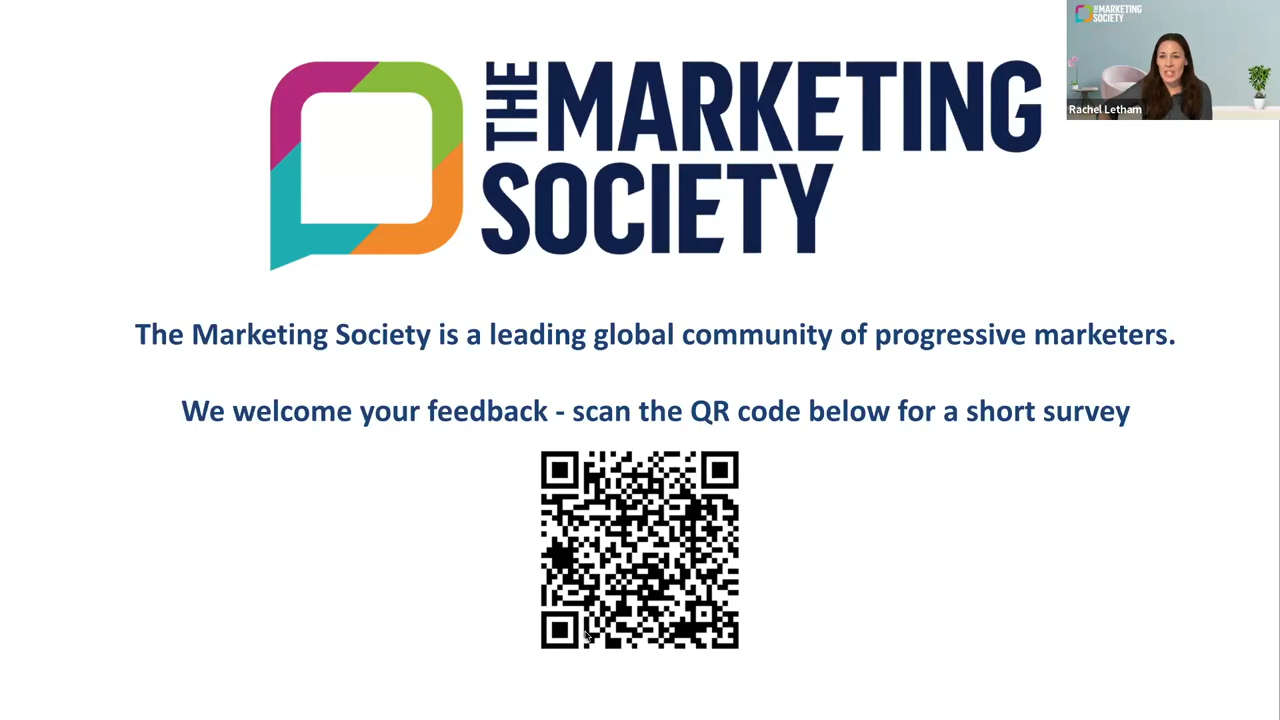 THE MARKETING
SOCIETY
THE MARKETING
SOCIETY
Rachel Letham
The Marketing Society is a leading global community of progressive marketers.
We welcome your feedback - scan the QR code below for a short survey